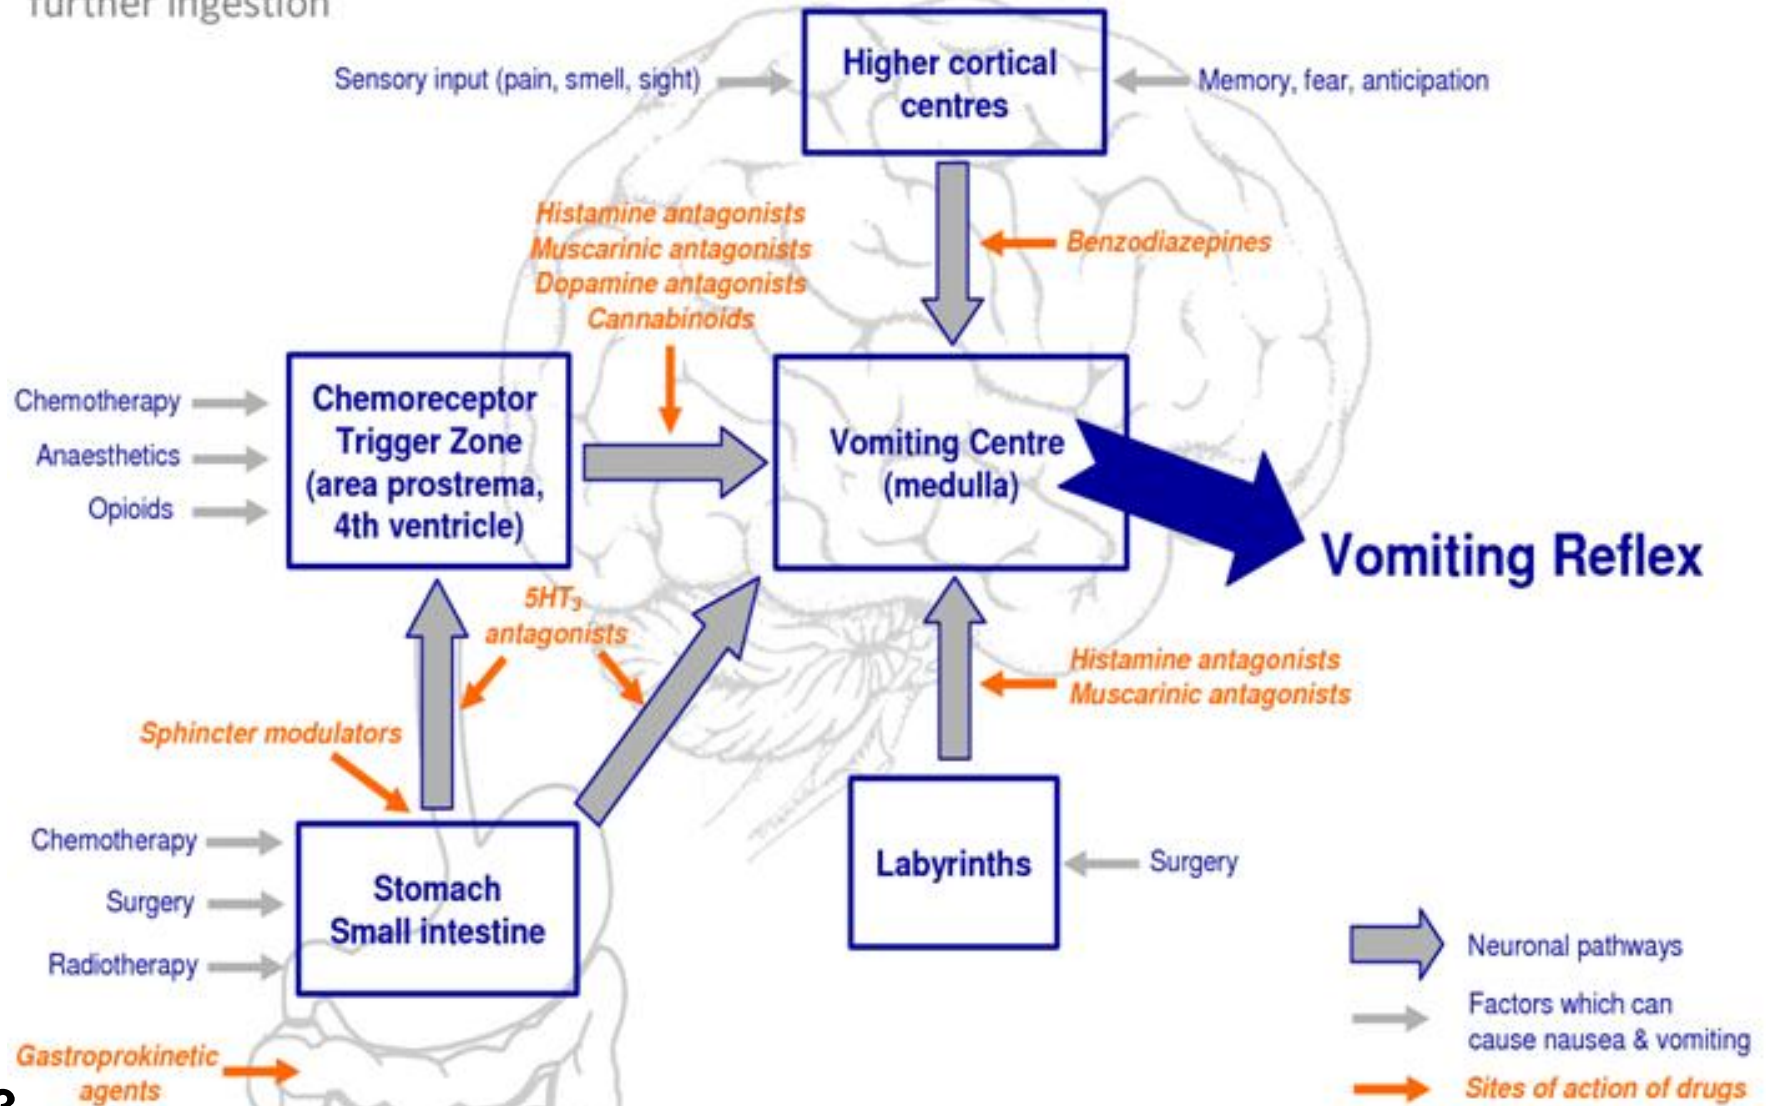 further ingestion
Higher cortical
centres
Sensory input (pain, smell, sight)
Memory, fear, anticipation
Histamine antagonists
Muscarinic antagonists
Dopamine antagonists
Cannabinoids
Benzodiazepines
Chemotherapy
Anaesthetics
Opioids
Chemoreceptor
Trigger Zone
(area prostrema,
4th ventricle)
Vomiting Centre
(medulla)
Vomiting Reflex
5HT₃
antagonists
Histamine antagonists
Muscarinic antagonists
Sphincter modulators
Chemotherapy
Surgery
Radiotherapy
Stomach
Small intestine
Labyrinths
Surgery
Gastroprokinetic
agents
Neuronal pathways
Factors which can
cause nausea & vomiting
Sites of action of drugs